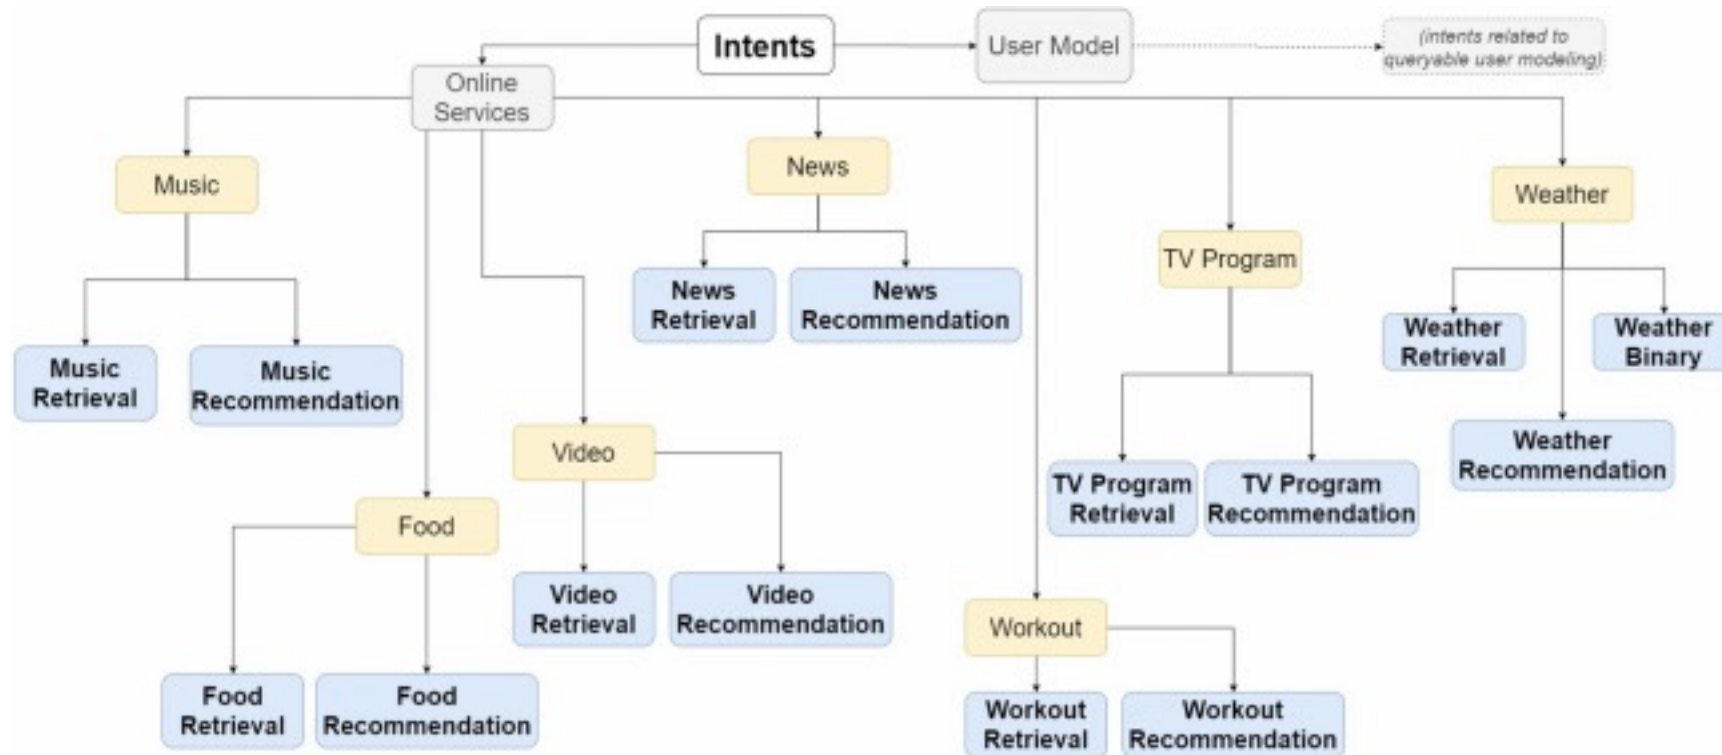 Intents
User Model
(intents related to
queryable user modeling)
Online
Services
Music
News
Weather
TV Program
News
Retrieval
News
Recommendation
Weather
Retrieval
Weather
Binary
Music
Retrieval
Music
Recommendation
Video
Weather
Recommendation
TV Program
Retrieval
TV Program
Recommendation
Food
Video
Retrieval
Video
Recommendation
Workout
Food
Retrieval
Food
Recommendation
Workout
Retrieval
Workout
Recommendation